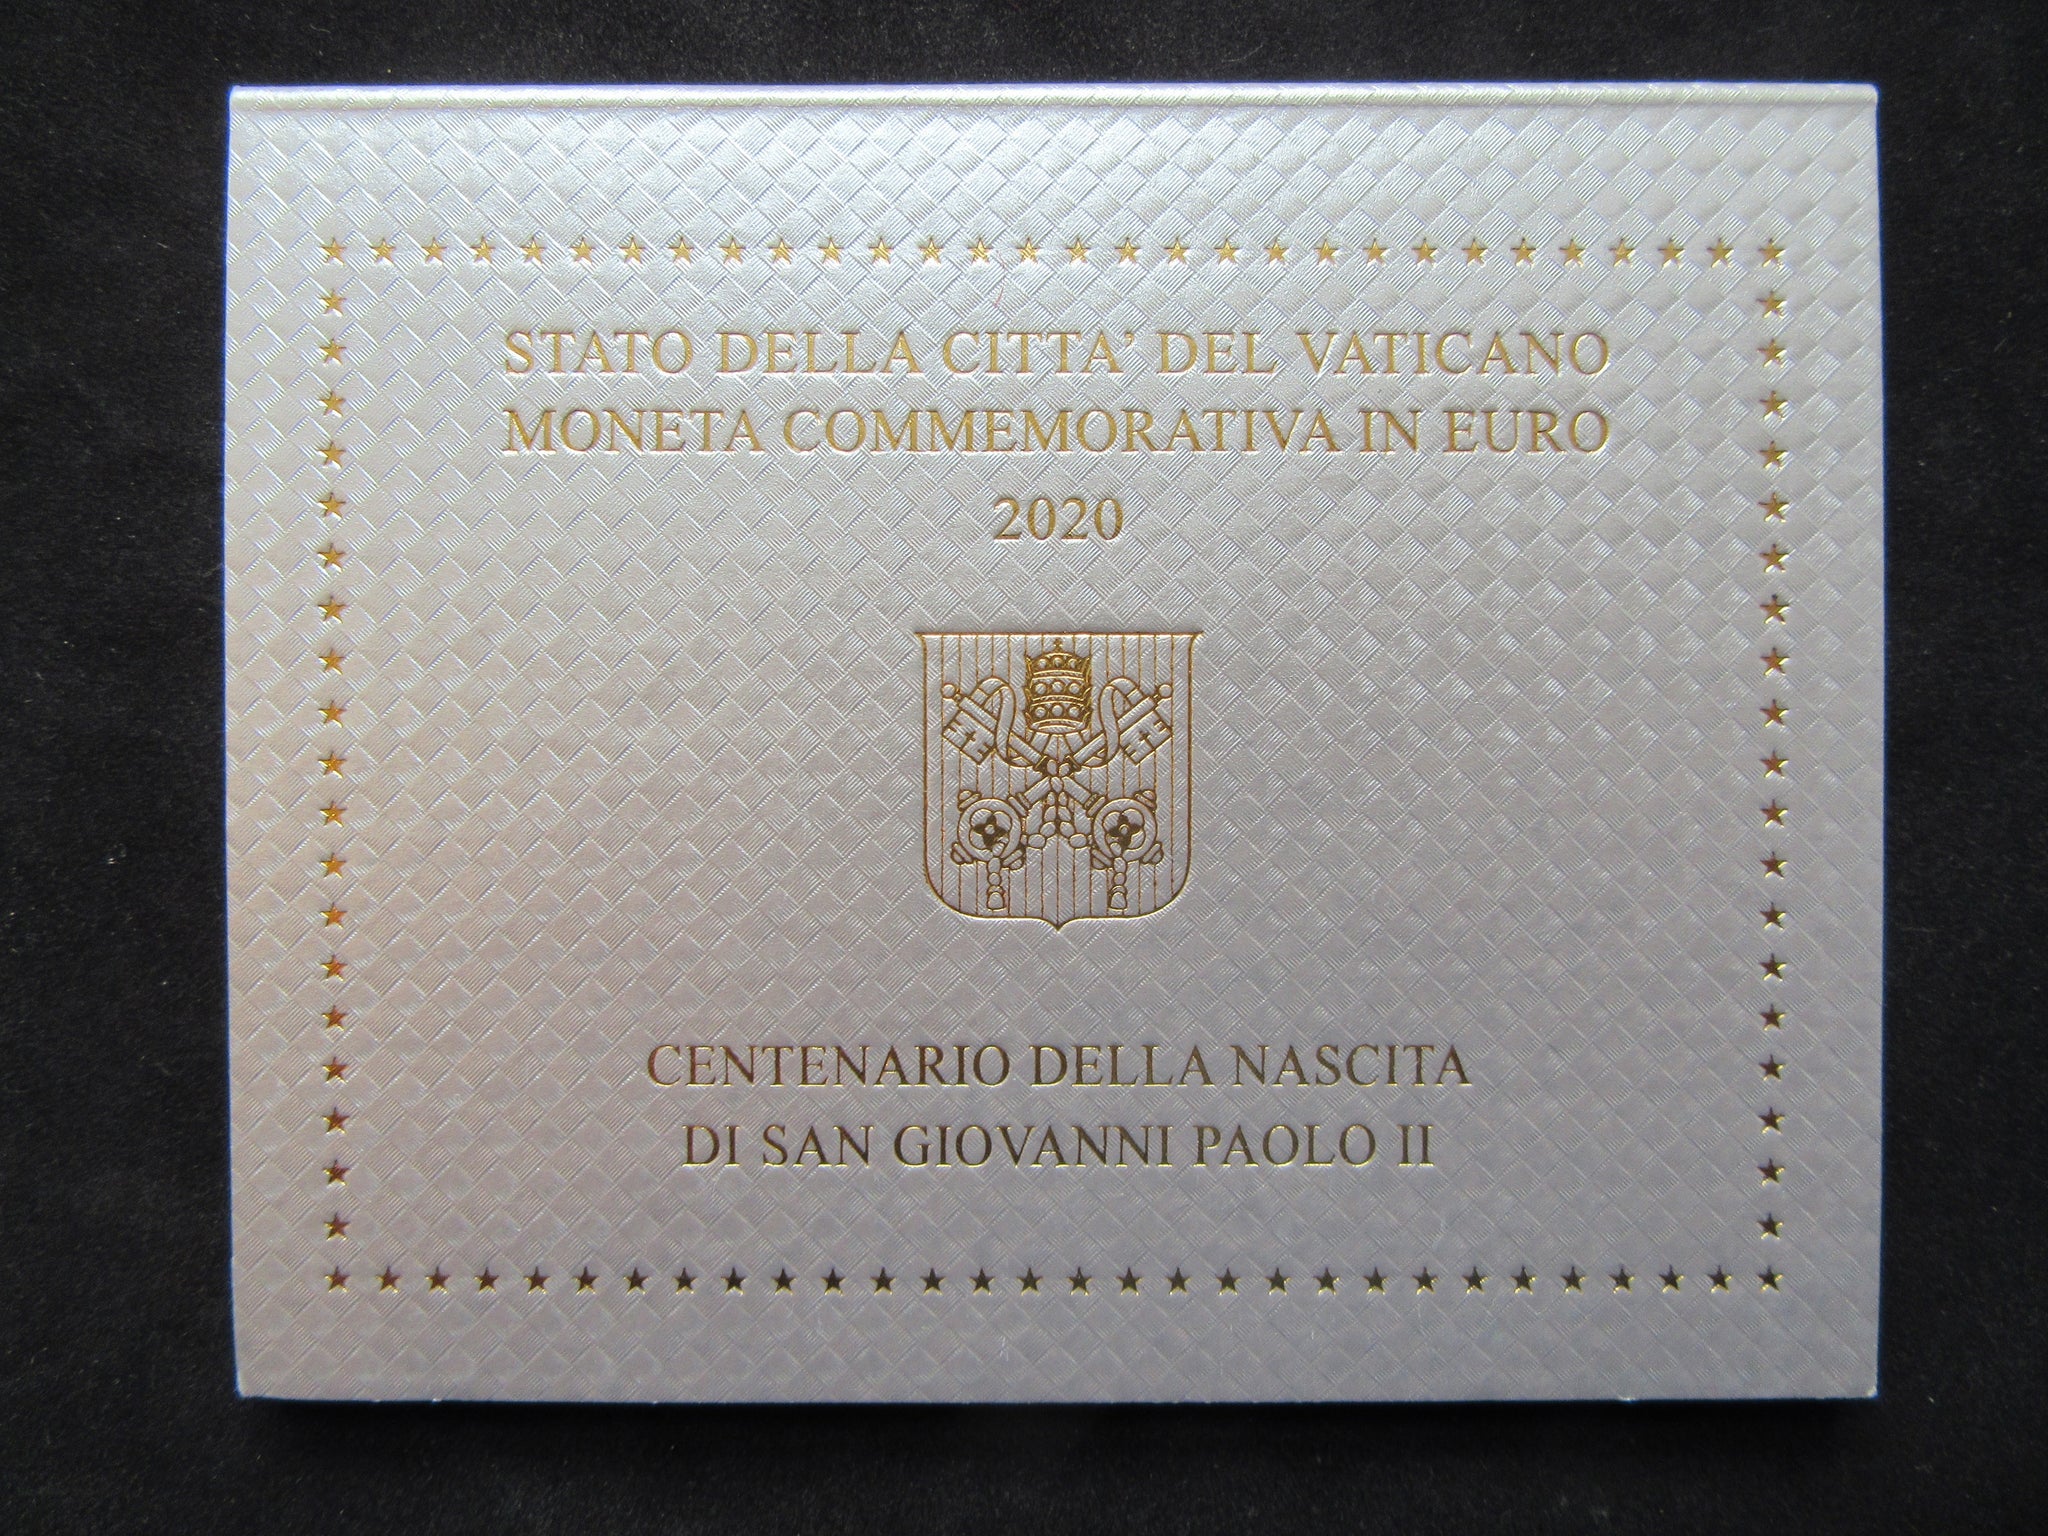 STATO DELLA CITTA' DEL VATICANO
MONETA COMMEMORATIVA IN EURO
2020
CENTENARIO DELLA NASCITA
DI SAN GIOVANNI PAOLO II